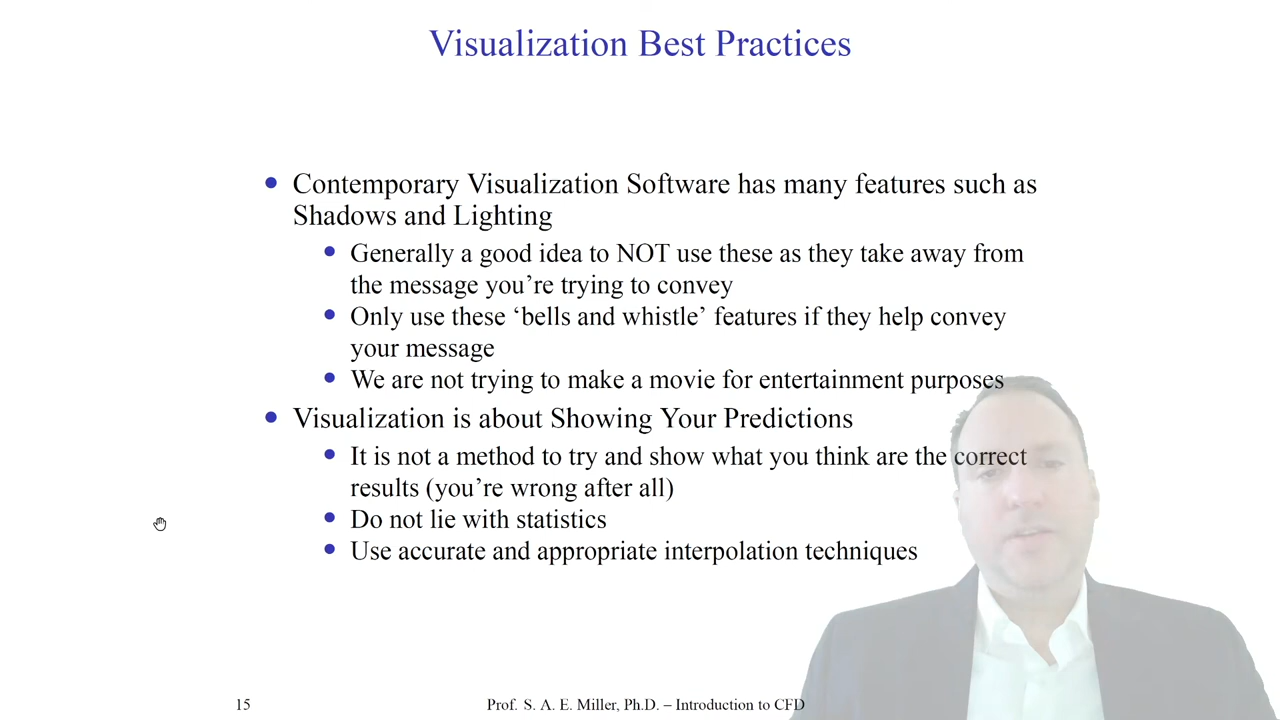 Visualization Best Practices
• Contemporary Visualization Software has many features such as
Shadows and Lighting
• Generally a good idea to NOT use these as they take away from
the message you’re trying to convey
• Only use these ‘bells and whistle’ features if they help convey
your message
• We are not trying to make a movie for entertainment purposes
• Visualization is about Showing Your Predictions
• It is not a method to try and show what you think are the correct
results (you’re wrong after all)
• Do not lie with statistics
• Use accurate and appropriate interpolation techniques
15
Prof. S. A. E. Miller, Ph.D. – Introduction to CFD